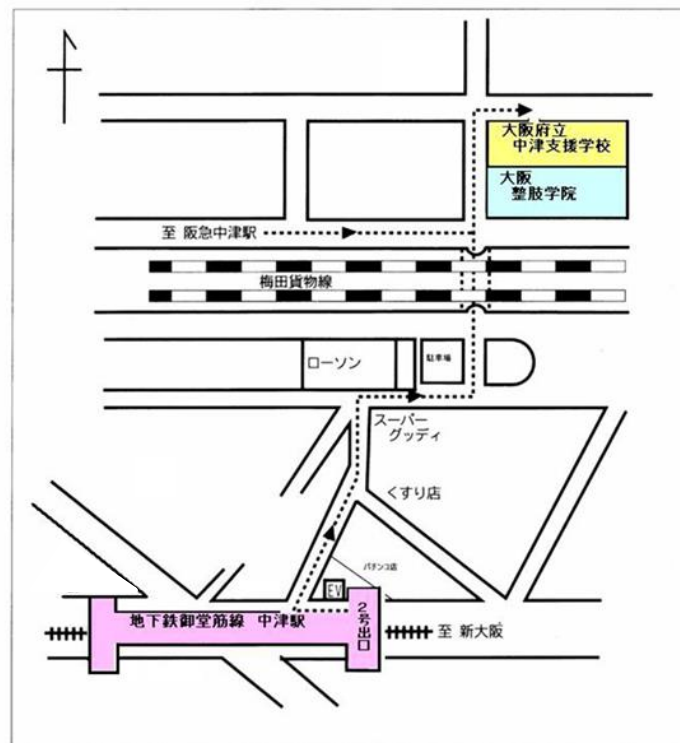 大阪府立
中津支援学校
大阪
整肢学院
至 阪急中津駅
梅田貨物線
ローソン
駐車場
スーパー
グッディ
くすり店
パチンコ店
EV
地下鉄御堂筋線 中津駅
2号出口
至 新大阪